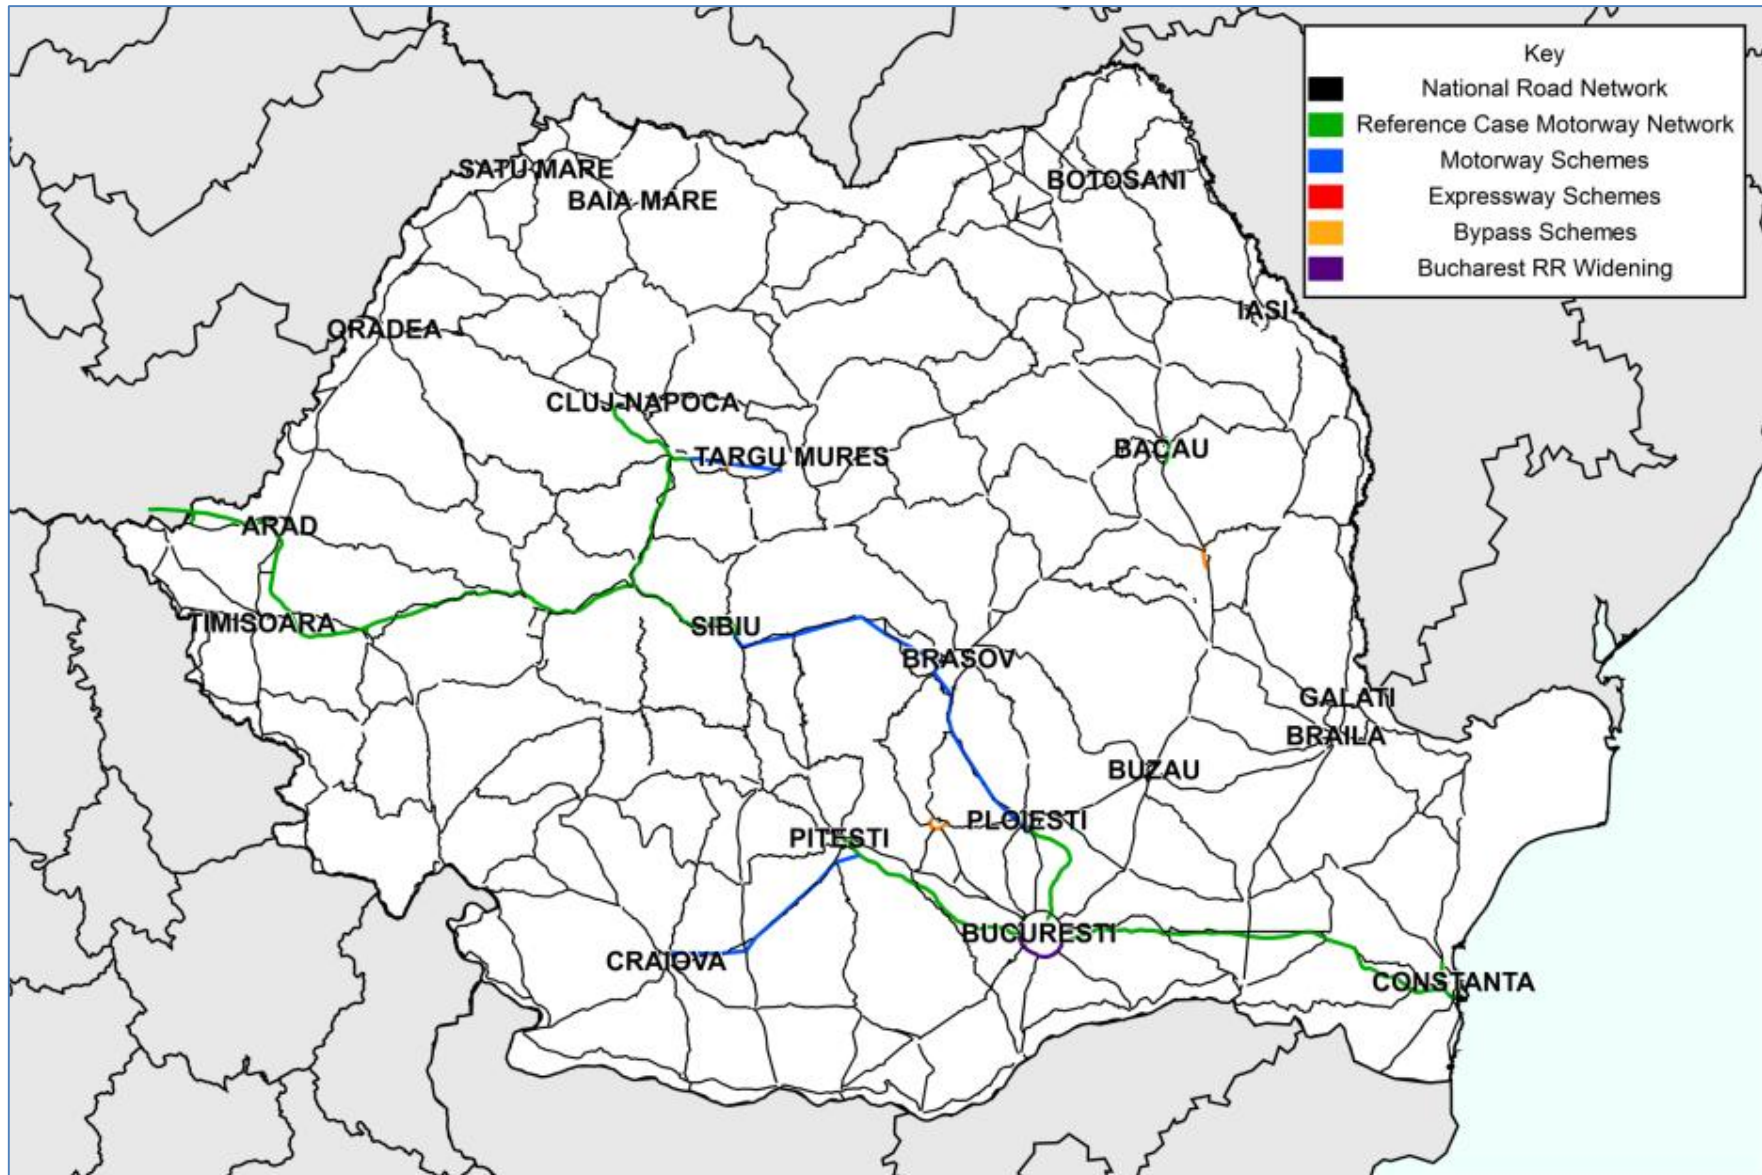 Key
National Road Network
Reference Case Motorway Network
Motorway Schemes
Expressway Schemes
Bypass Schemes
Bucharest RR Widening
SATU MARE
BAIA MARE
BOTOSANI
IASI
ORADEA
CLUJ-NAPOCA
TARGU MURES
BACAU
ARAD
TIMISOARA
SIBIU
BRASOV
GALATI
BRAILA
BUZAU
PLOIESTI
PITESTI
BUCURESTI
CRAIOVA
CONSTANTA